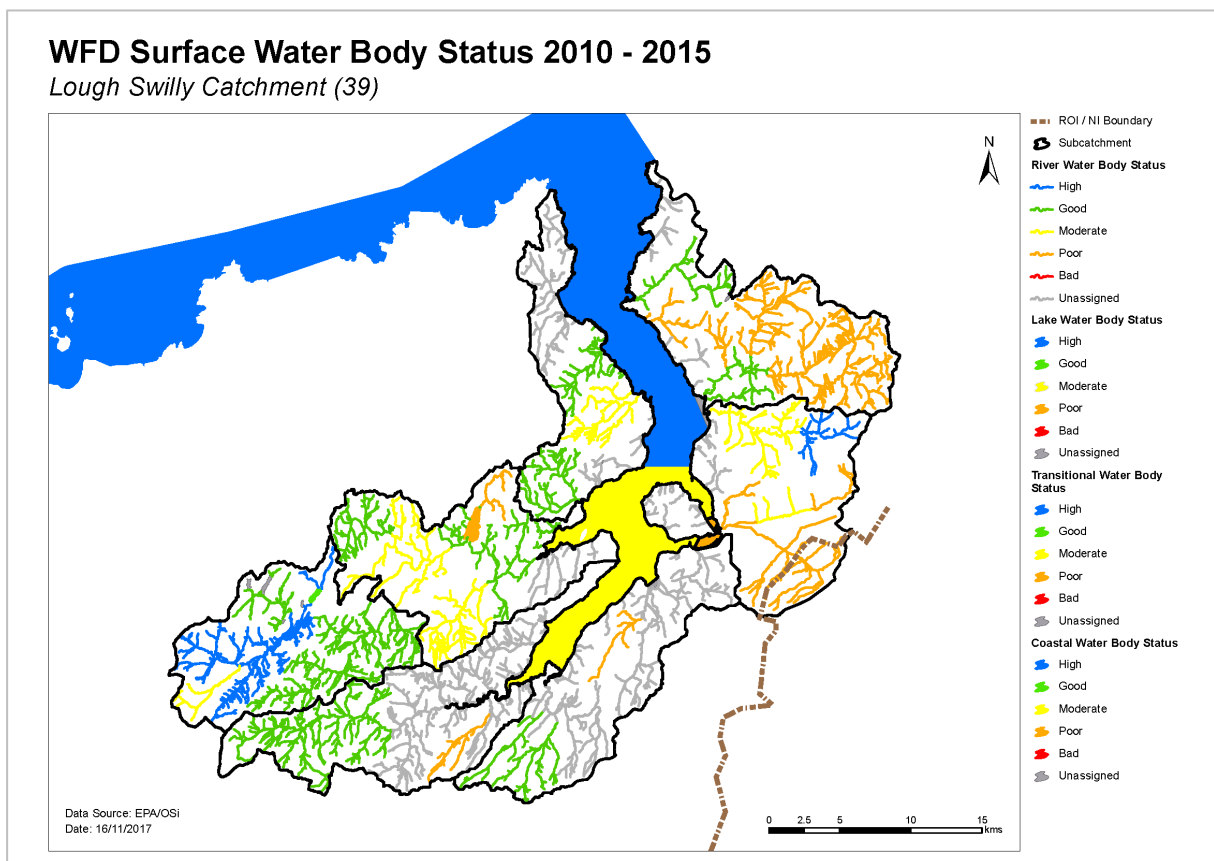 WFD Surface Water Body Status 2010 - 2015
Lough Swilly Catchment (39)
N
ROI / NI Boundary
Subcatchment
River Water Body Status
High
Good
Moderate
Poor
Bad
Unassigned
Lake Water Body Status
High
Good
Moderate
Poor
Bad
Unassigned
Transitional Water Body
Status
High
Good
Moderate
Poor
Bad
Unassigned
Coastal Water Body Status
High
Good
Moderate
Poor
Bad
Unassigned
Data Source: EPA/OSi
Date: 16/11/2017
0 2.5 5 10 15
kms